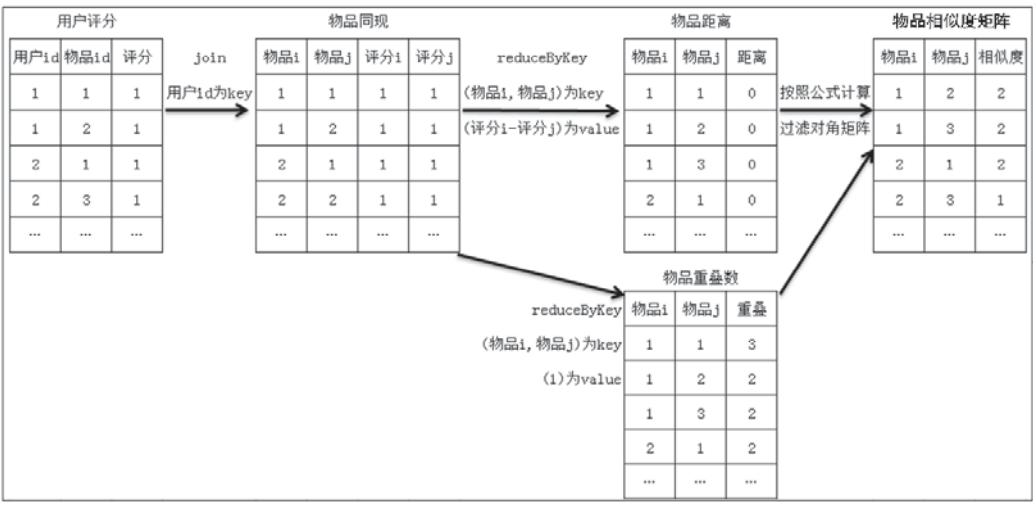 用户评分 物品同现 物品距离 物品相似度矩阵
用户id 物品id 评分 join 物品i 物品j 评分i 评分j reduceByKey 物品i 物品j 距离 物品i 物品j 相似度
1 1 1 用户id为key 1 1 1 1 (物品i,物品j)为key 1 1 0 按照公式计算 1 2 2
1 2 1 1 2 1 1 (评分i-评分j)为value 1 2 0 过滤对角矩阵 1 3 2
2 1 1 2 1 1 1 1 3 0 2 1 2
2 3 1 2 2 1 1 2 1 0 2 3 1
… … … … … … … … … … … … …
物品重叠数
reduceByKey 物品i 物品j 重叠
(物品i,物品j)为key 1 1 3
(1)为value 1 2 2
1 3 2
2 1 2
… … …